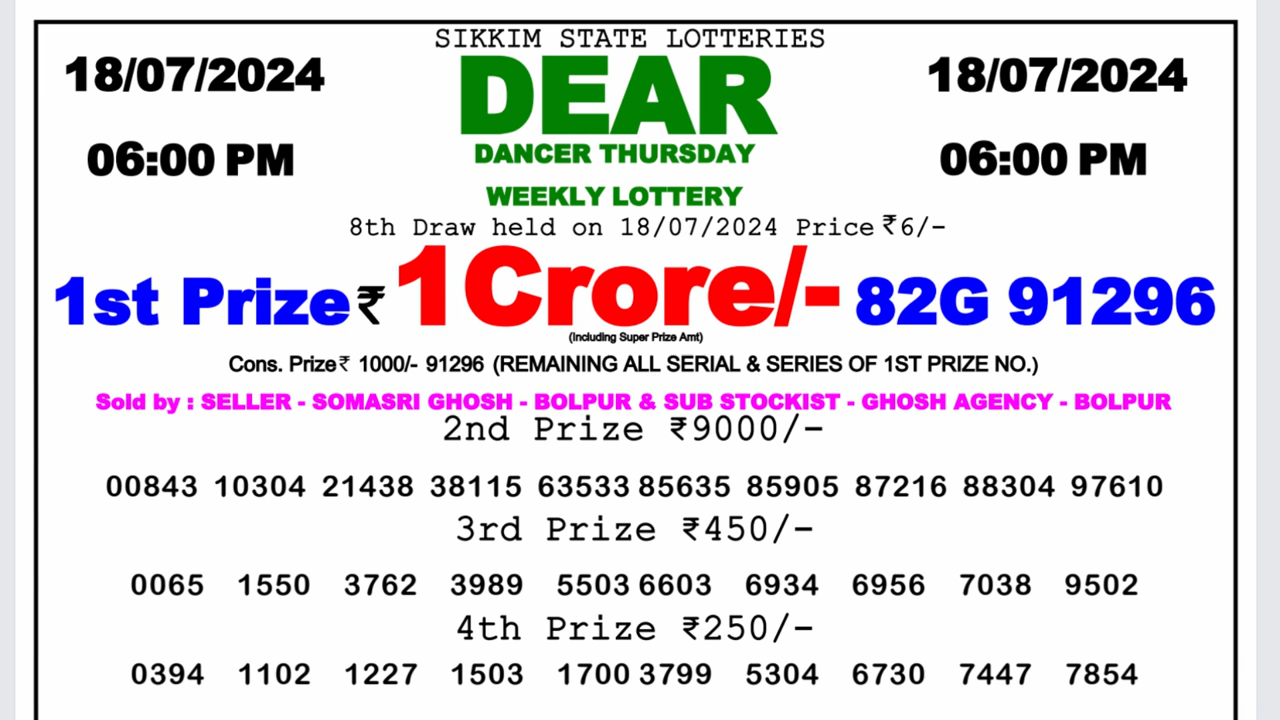 SIKKIM STATE LOTTERIES
18/07/2024 DEAR 18/07/2024
06:00 PM DANCER THURSDAY 06:00 PM
WEEKLY LOTTERY
8th Draw held on 18/07/2024 Price ₹6/-
1st Prize ₹ 1Crore/- 82G 91296
(Including Super Prize Amt)
Cons. Prize ₹ 1000/- 91296 (REMAINING ALL SERIAL & SERIES OF 1ST PRIZE NO.)
Sold by : SELLER - SOMASRI GHOSH - BOLPUR & SUB STOCKIST - GHOSH AGENCY - BOLPUR
2nd Prize ₹9000/-
00843 10304 21438 38115 63533 85635 85905 87216 88304 97610
3rd Prize ₹450/-
0065 1550 3762 3989 5503 6603 6934 6956 7038 9502
4th Prize ₹250/-
0394 1102 1227 1503 1700 3799 5304 6730 7447 7854